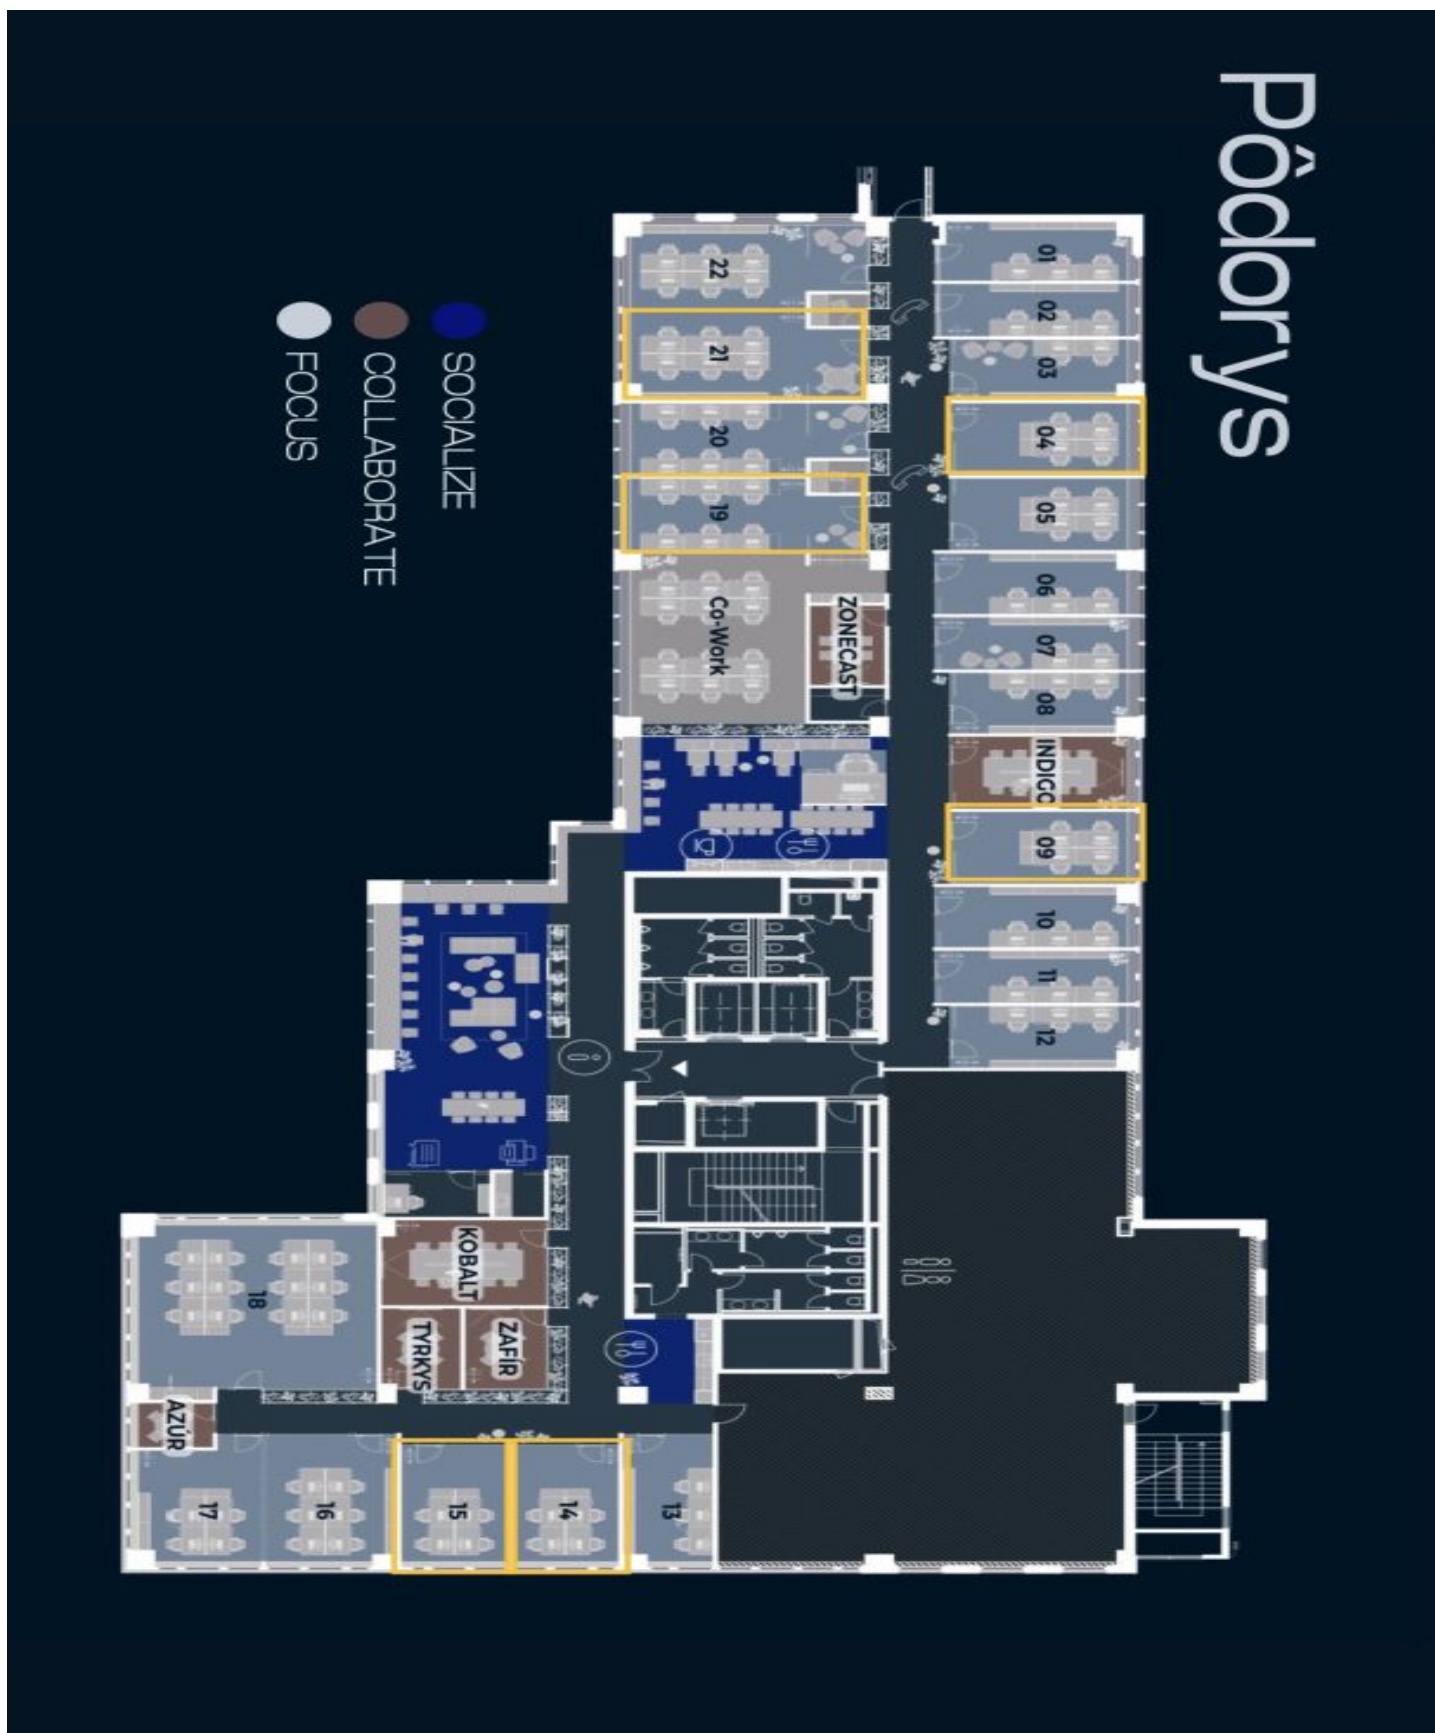 Pôdorys
01
02
03
04
05
06
07
08
INDIGO
09
10
11
12
22
21
20
19
Co-Work
ZONECAST
KOBALT
ZAFÍR
TYRKYS
18
AZÚR
17
16
15
14
13
SOCIALIZE
COLLABORATE
FOCUS